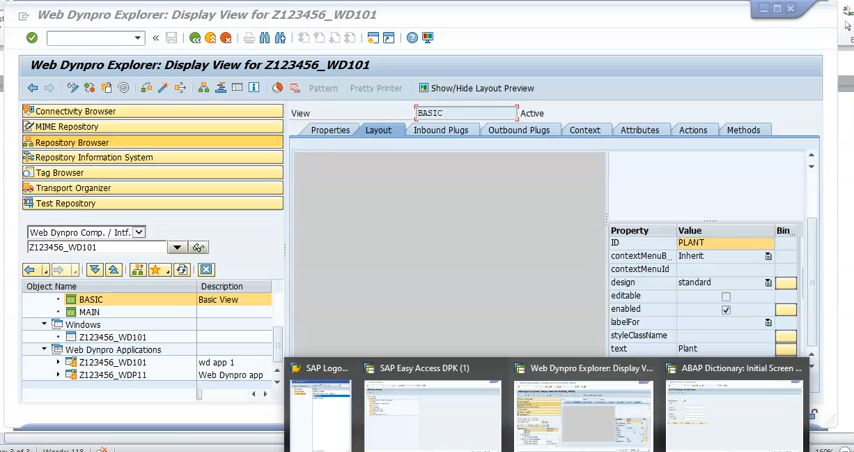 Web Dynpro Explorer: Display View for Z123456_WD101
Web Dynpro Explorer: Display View for Z123456_WD101
Pattern Pretty Printer Show/Hide Layout Preview
Connectivity Browser
MIME Repository
Repository Browser
Repository Information System
Tag Browser
Transport Organizer
Test Repository
Web Dynpro Comp. / Intf.
Z123456_WD101
Object Name Description
BASIC Basic View
MAIN
Windows
Z123456_WD101
Web Dynpro Applications
Z123456_WD101 wd app 1
Z123456_WDP11 Web Dynpro app
View BASIC Active
Properties Layout Inbound Plugs Outbound Plugs Context Attributes Actions Methods
Property Value Bin...
ID PLANT
contextMenuB... Inherit
contextMenuId
design standard
editable
enabled
labelFor
styleClassName
text Plant
SAP Logo... SAP Easy Access DPK (1) Web Dynpro Explorer: Display V... ABAP Dictionary: Initial Screen ...